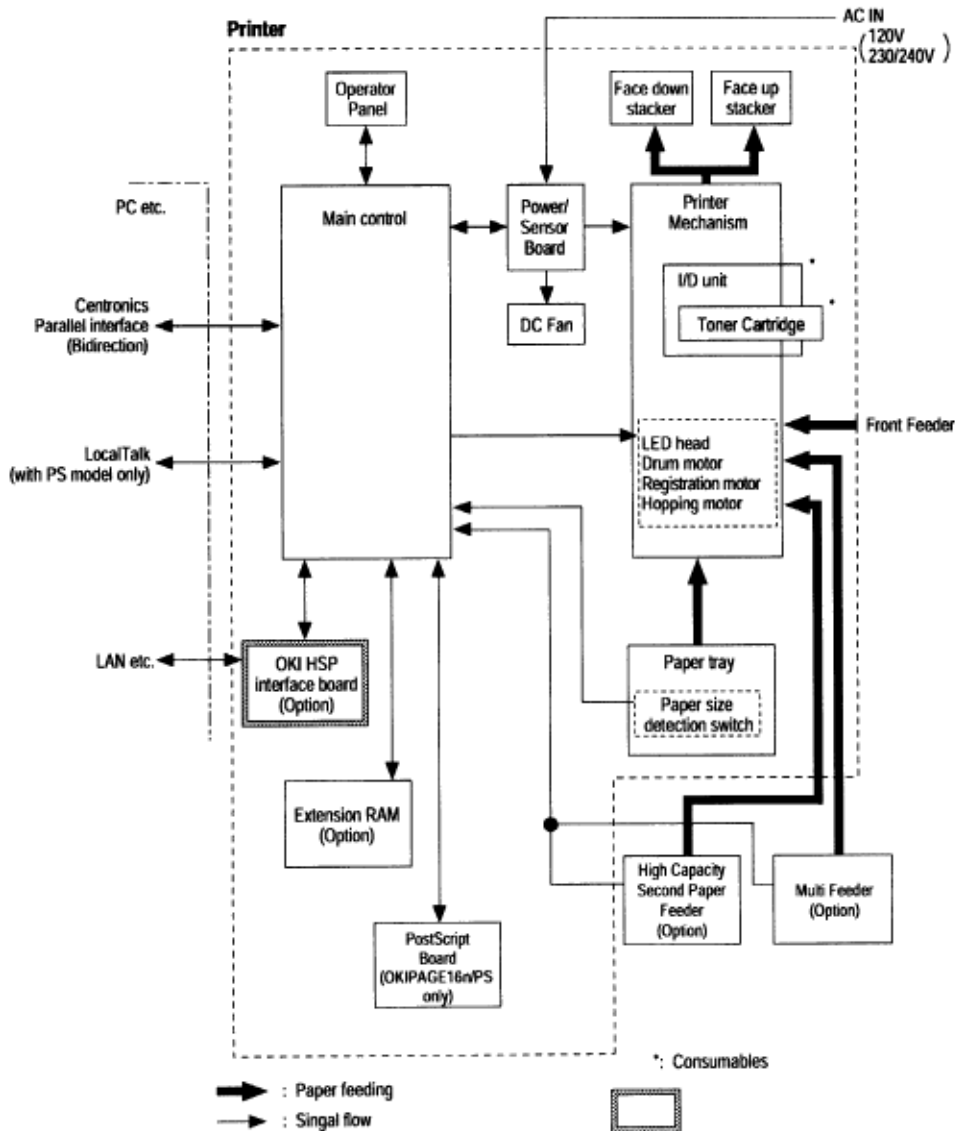 Printer
AC IN
(120V
230/240V)
Operator
Panel
Face down
stacker
Face up
stacker
PC etc.
Main control
Power/
Sensor
Board
Printer
Mechanism
I/D unit
*
Toner Cartridge
*
DC Fan
Centronics
Parallel interface
(Bidirection)
Front Feeder
LED head
Drum motor
Registration motor
Hopping motor
LocalTalk
(with PS model only)
LAN etc.
OKI HSP
interface board
(Option)
Paper tray
Paper size
detection switch
Extension RAM
(Option)
High Capacity
Second Paper
Feeder
(Option)
Multi Feeder
(Option)
PostScript
Board
(OKIPAGE16n/PS
only)
*: Consumables
: Paper feeding
: Singal flow